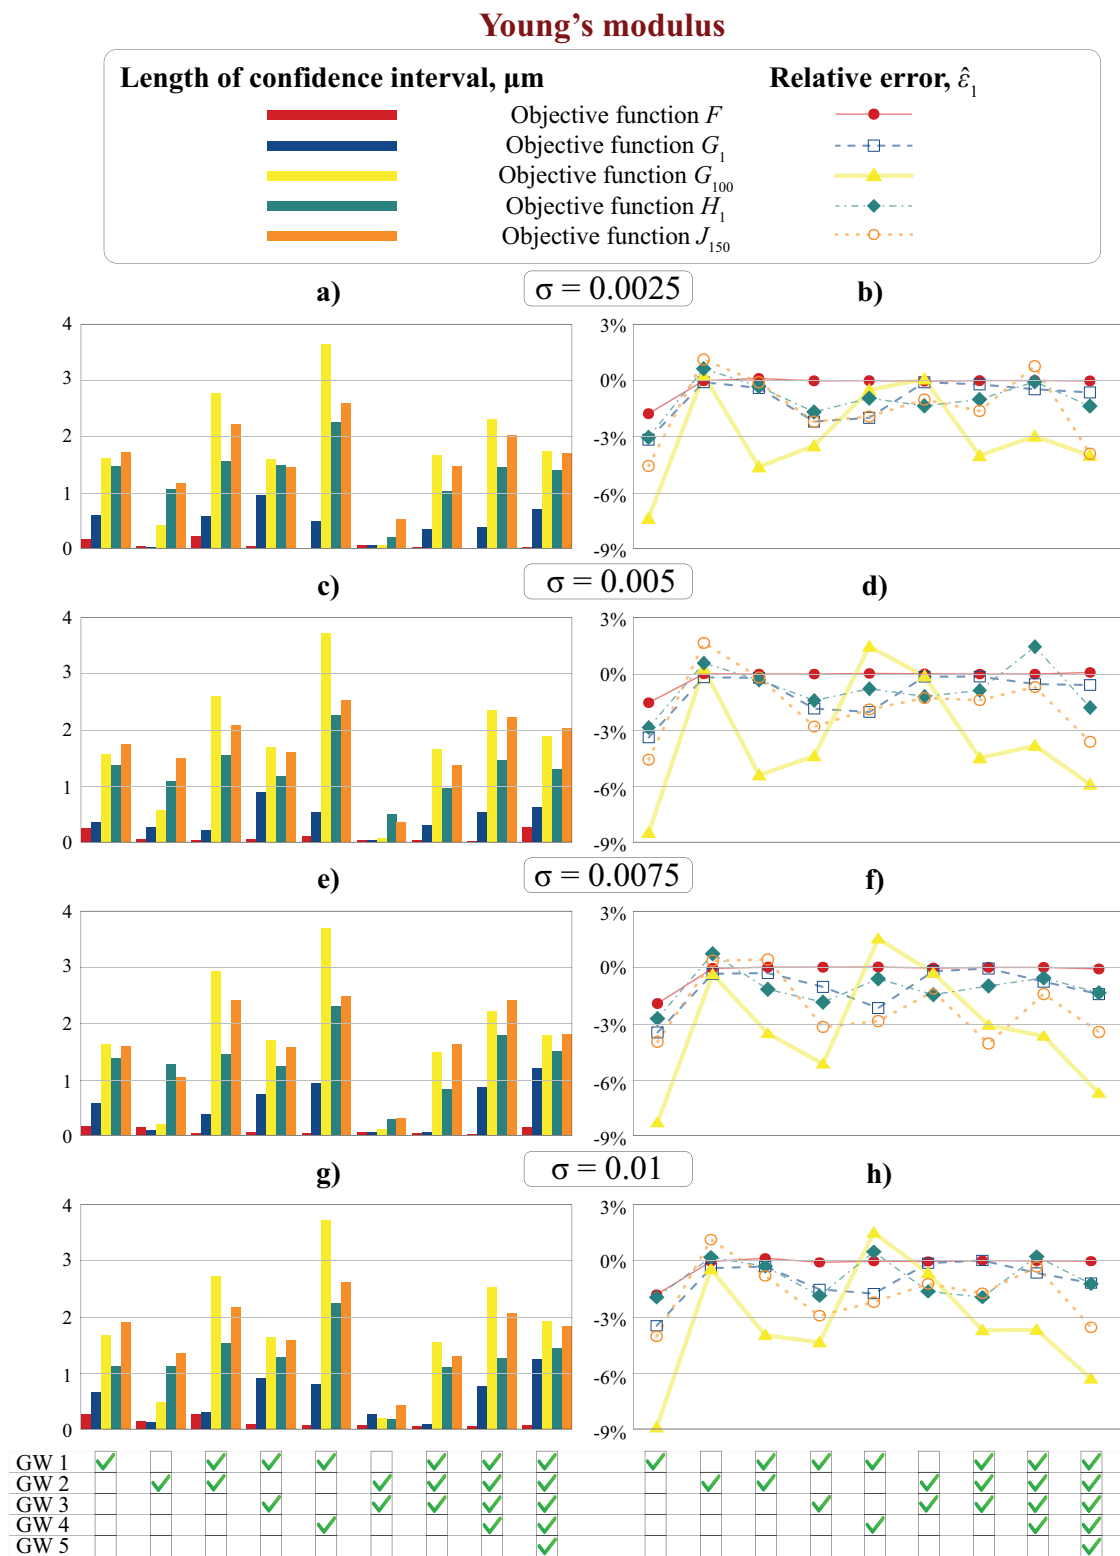 Young's modulus
Length of confidence interval, μm Relative error, ε̂₁
Objective function F
Objective function G₁
Objective function G₁₀₀
Objective function H₁
Objective function J₁₅₀
a) σ = 0.0025 b)
4 3%
3 0%
2 -3%
1 -6%
0 -9%
c) σ = 0.005 d)
4 3%
3 0%
2 -3%
1 -6%
0 -9%
e) σ = 0.0075 f)
4 3%
3 0%
2 -3%
1 -6%
0 -9%
g) σ = 0.01 h)
4 3%
3 0%
2 -3%
1 -6%
0 -9%
GW 1
GW 2
GW 3
GW 4
GW 5